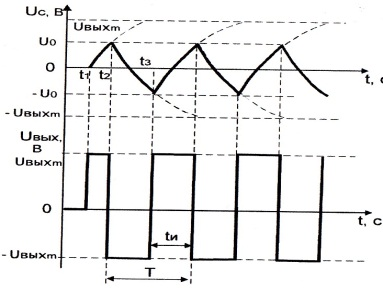 Uc, В
Uвыхm
U0
t3
0
t1 t2
t, с
- U0
- Uвыхm
Uвых,
В
Uвыхm
0
tи
t, с
- Uвыхm
T